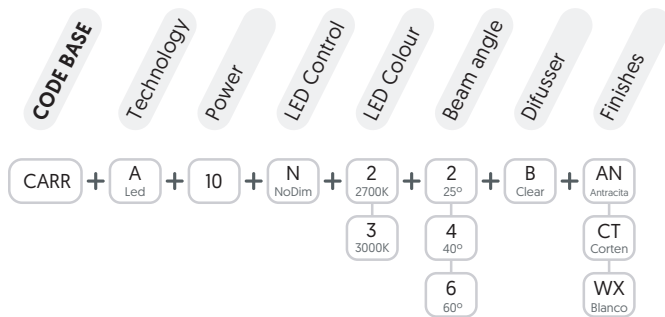 CODE BASE
Technology
Power
LED Control
LED Colour
Beam angle
Difusser
Finishes
CARR + A + 10 + N + 2 + 2 + B + AN
Led NoDim 2700K 25º Clear Antracita
3 4 CT
3000K 40º Corten
6 WX
60º Blanco